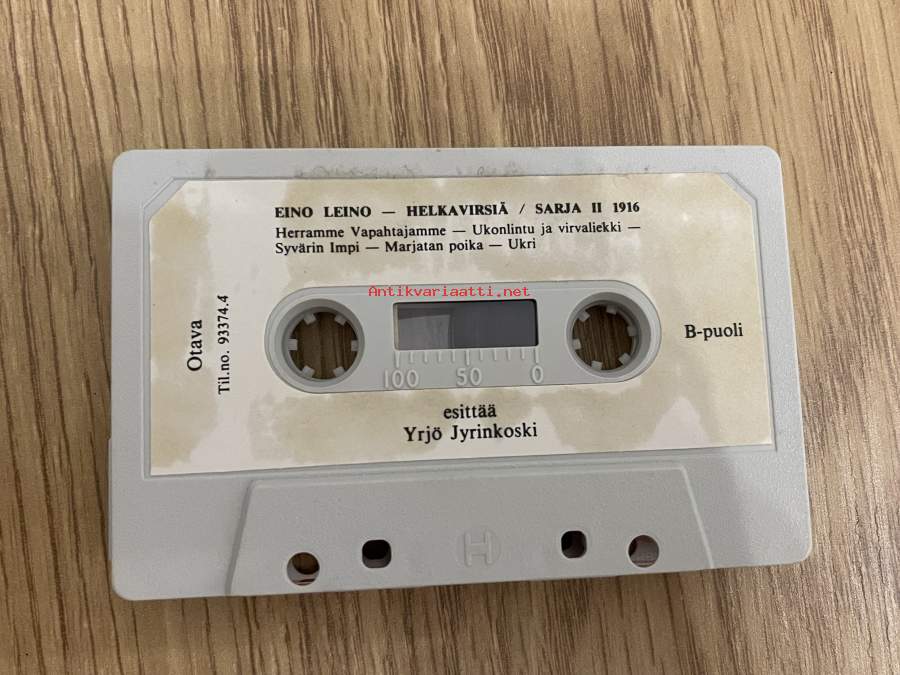 EINO LEINO — HELKAVIRSIÄ / SARJA II 1916
Herramme Vapahtajamme — Ukonlintu ja virvaliekki —
Syvärin Impi — Marjatan poika — Ukri
Antikvariaatti.net
Otava
Til.no. 93374.4
B-puoli
100 50 0
esittää
Yrjö Jyrinkoski
H